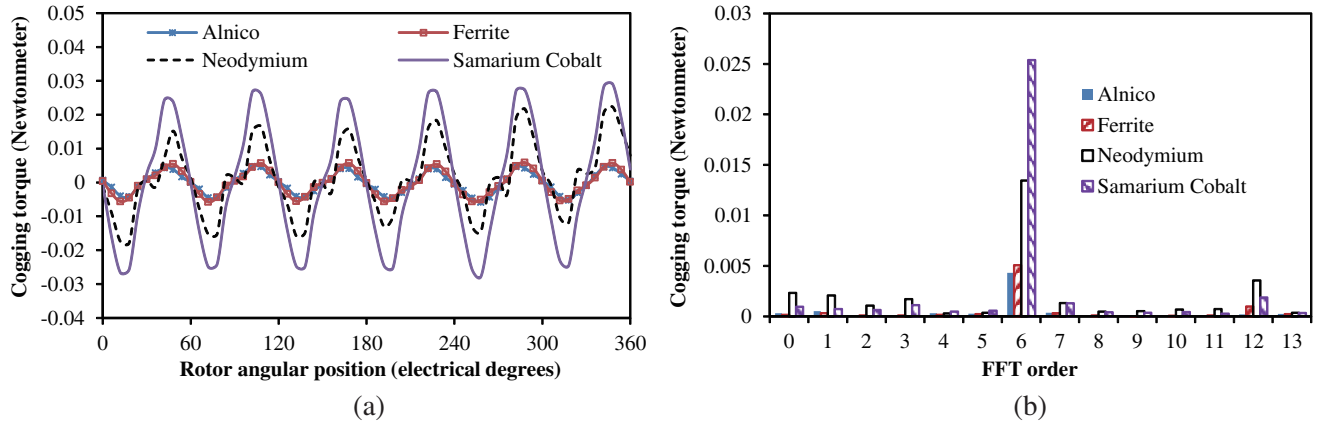 Cogging torque (Newtonmeter)
0.05
0.04
0.03
0.02
0.01
0
-0.01
-0.02
-0.03
-0.04
Alnico
Ferrite
Neodymium
Samarium Cobalt
0 60 120 180 240 300 360
Rotor angular position (electrical degrees)
(a)
Cogging torque (Newtonmeter)
0.03
0.025
0.02
0.015
0.01
0.005
0
Alnico
Ferrite
Neodymium
Samarium Cobalt
0 1 2 3 4 5 6 7 8 9 10 11 12 13
FFT order
(b)